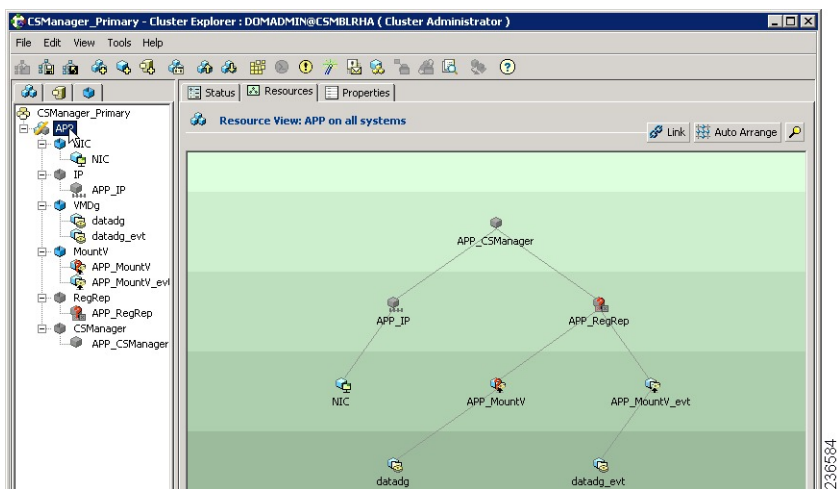 CSManager_Primary - Cluster Explorer : DOMADMIN@CSMBLRHA ( Cluster Administrator )
File Edit View Tools Help
Status Resources Properties
CSManager_Primary
APP
NIC
NIC
IP
APP_IP
VMDg
datadg
datadg_evt
MountV
APP_MountV
APP_MountV_evt
RegRep
APP_RegRep
CSManager
APP_CSManager
Resource View: APP on all systems
Link Auto Arrange
APP_CSManager
APP_IP APP_RegRep
NIC APP_MountV APP_MountV_evt
datadg datadg_evt
236584